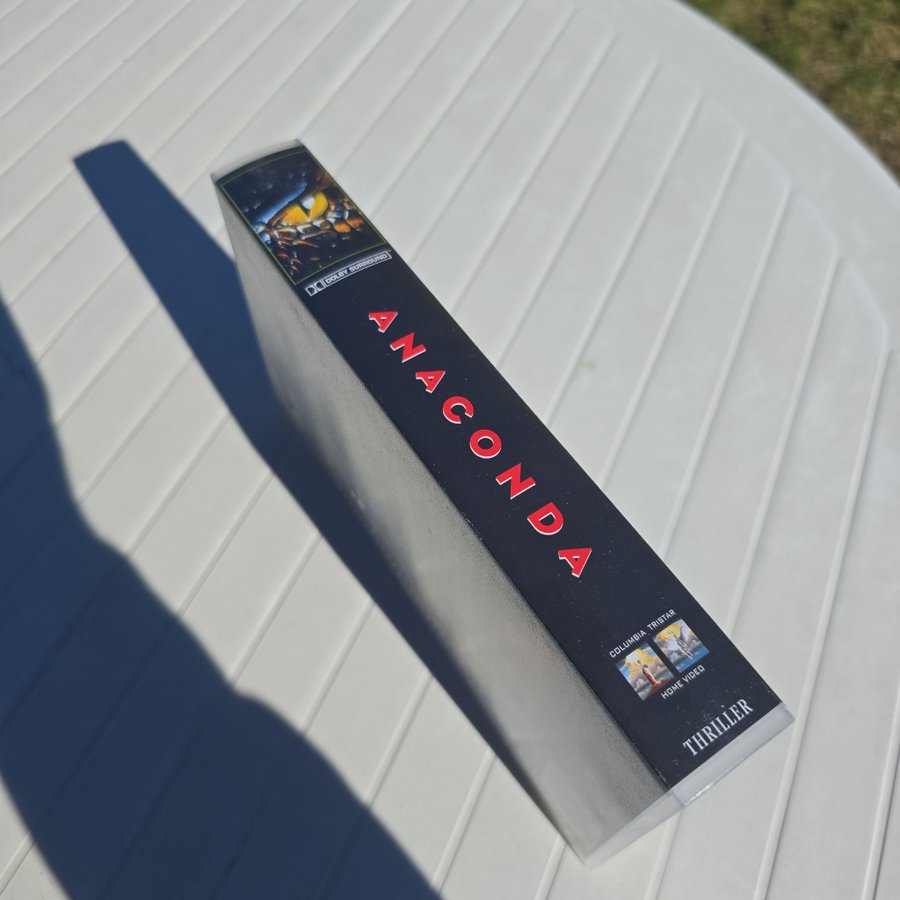 DOLBY SURROUND
ANACONDA
COLUMBIA TRISTAR
HOME VIDEO
THRILLER